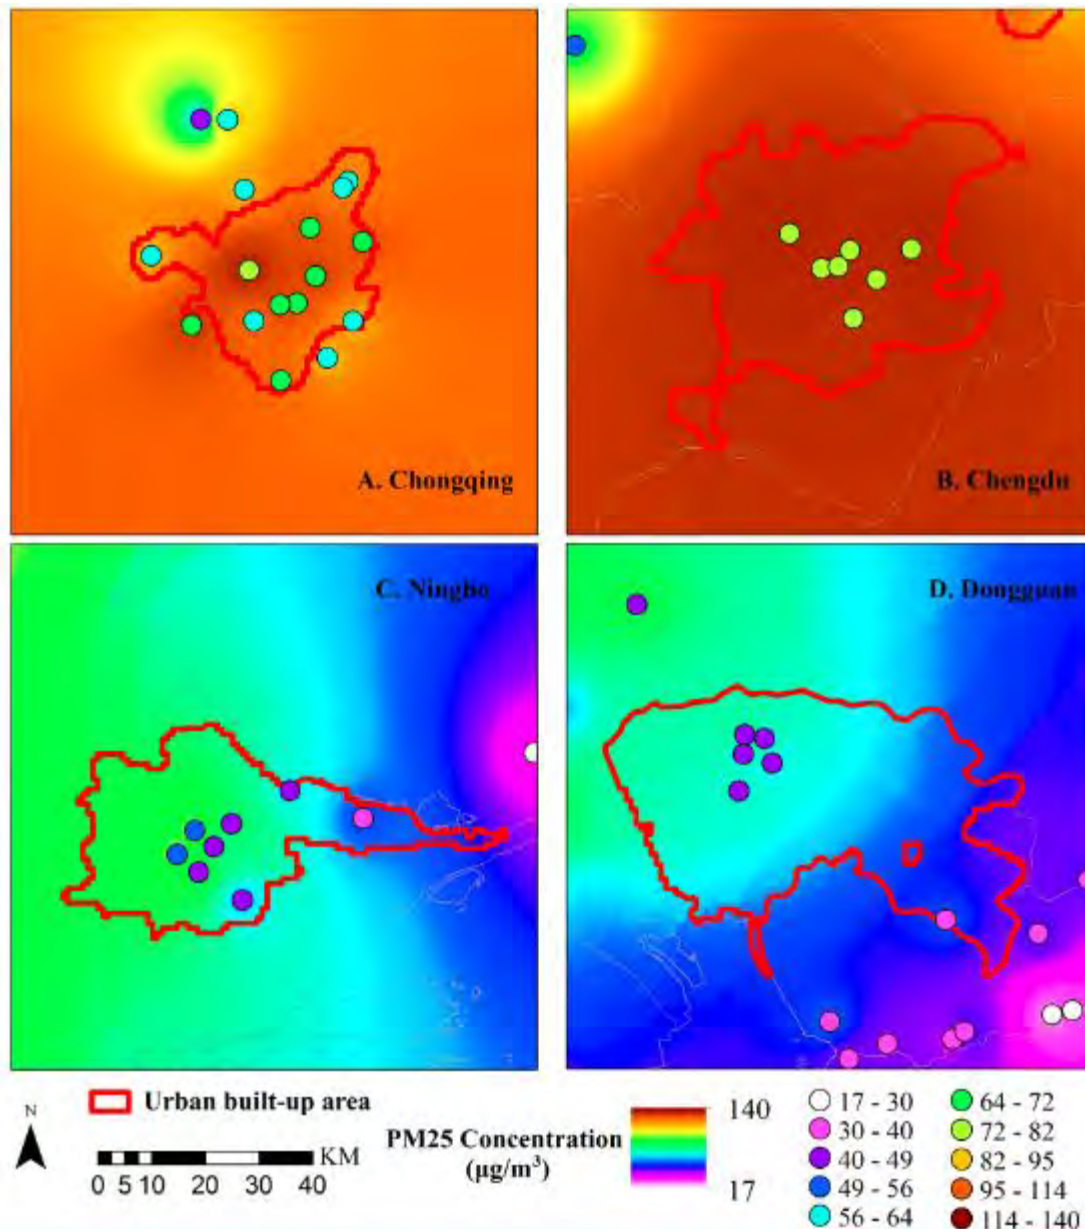 A. Chongqing
B. Chengdu
C. Ningbo
D. Dongguan
N
Urban built-up area
0 5 10 20 30 40 KM
PM25 Concentration
(µg/m³)
140
17
17 - 30
30 - 40
40 - 49
49 - 56
56 - 64
64 - 72
72 - 82
82 - 95
95 - 114
114 - 140